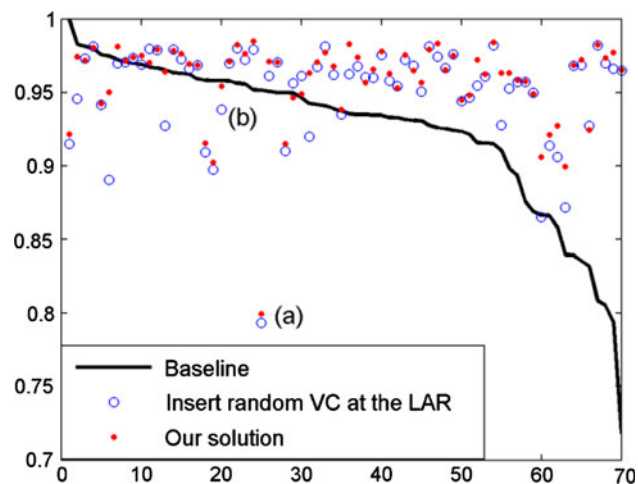 1
0.95
(b)
0.9
0.85
0.8
(a)
0.75
0.7
Baseline
Insert random VC at the LAR
Our solution
0 10 20 30 40 50 60 70